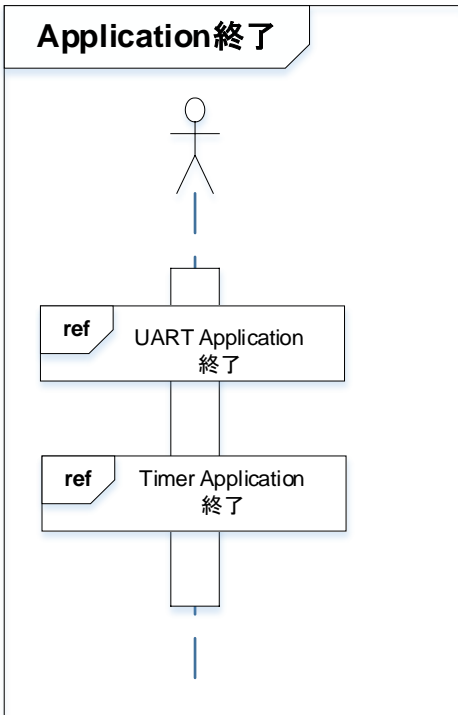 Application終了
ref
UART Application
終了
ref
Timer Application
終了